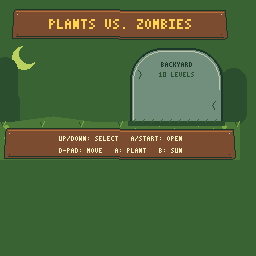 PLANTS VS. ZOMBIES
BACKYARD
10 LEVELS
UP/DOWN: SELECT A/START: OPEN
D-PAD: MOVE A: PLANT B: SUN